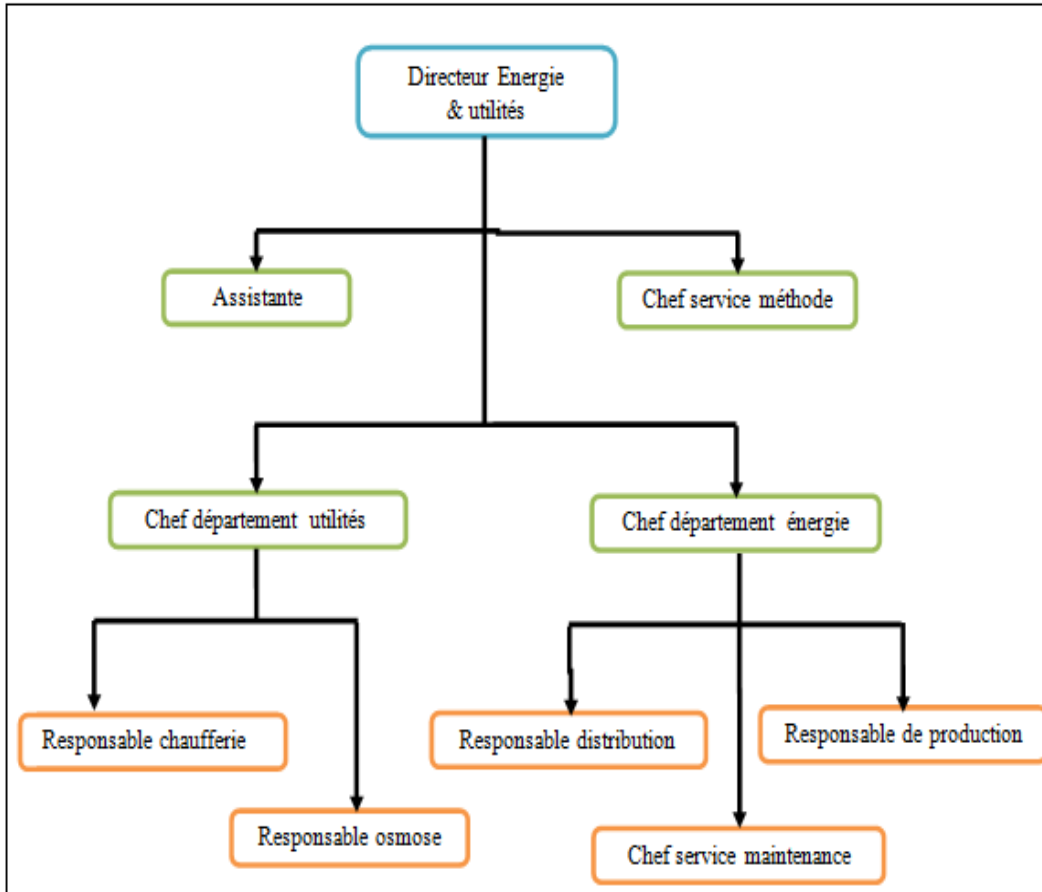 Directeur Energie
& utilités
Assistante
Chef service méthode
Chef département utilités
Chef département énergie
Responsable chaufferie
Responsable distribution
Responsable de production
Responsable osmose
Chef service maintenance